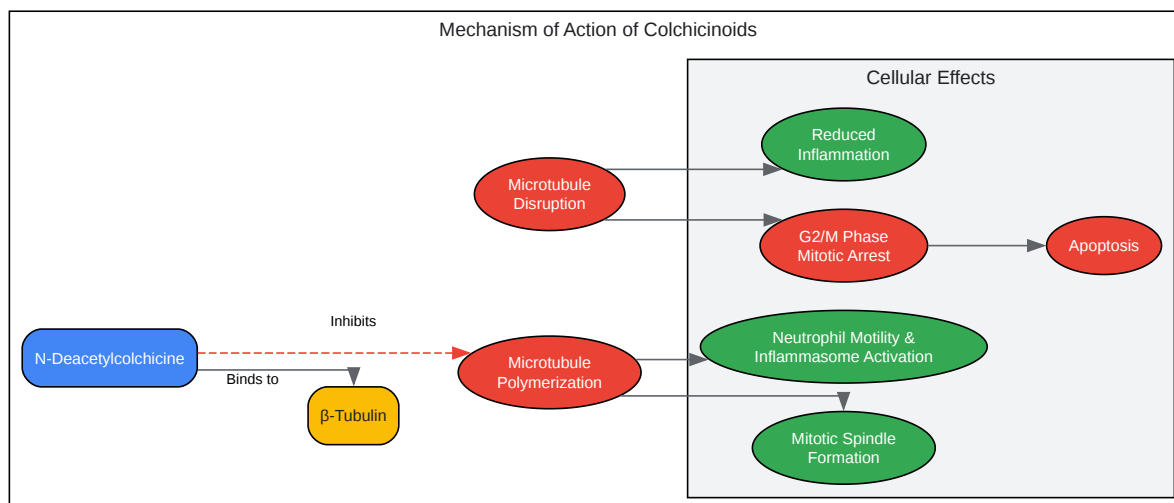 Mechanism of Action of Colchicinoids
Cellular Effects
Reduced
Inflammation
Microtubule
Disruption
G2/M Phase
Mitotic Arrest
Apoptosis
Inhibits
N-Deacetylcolchicine
Binds to
β-Tubulin
Microtubule
Polymerization
Neutrophil Motility &
Inflammasome Activation
Mitotic Spindle
Formation